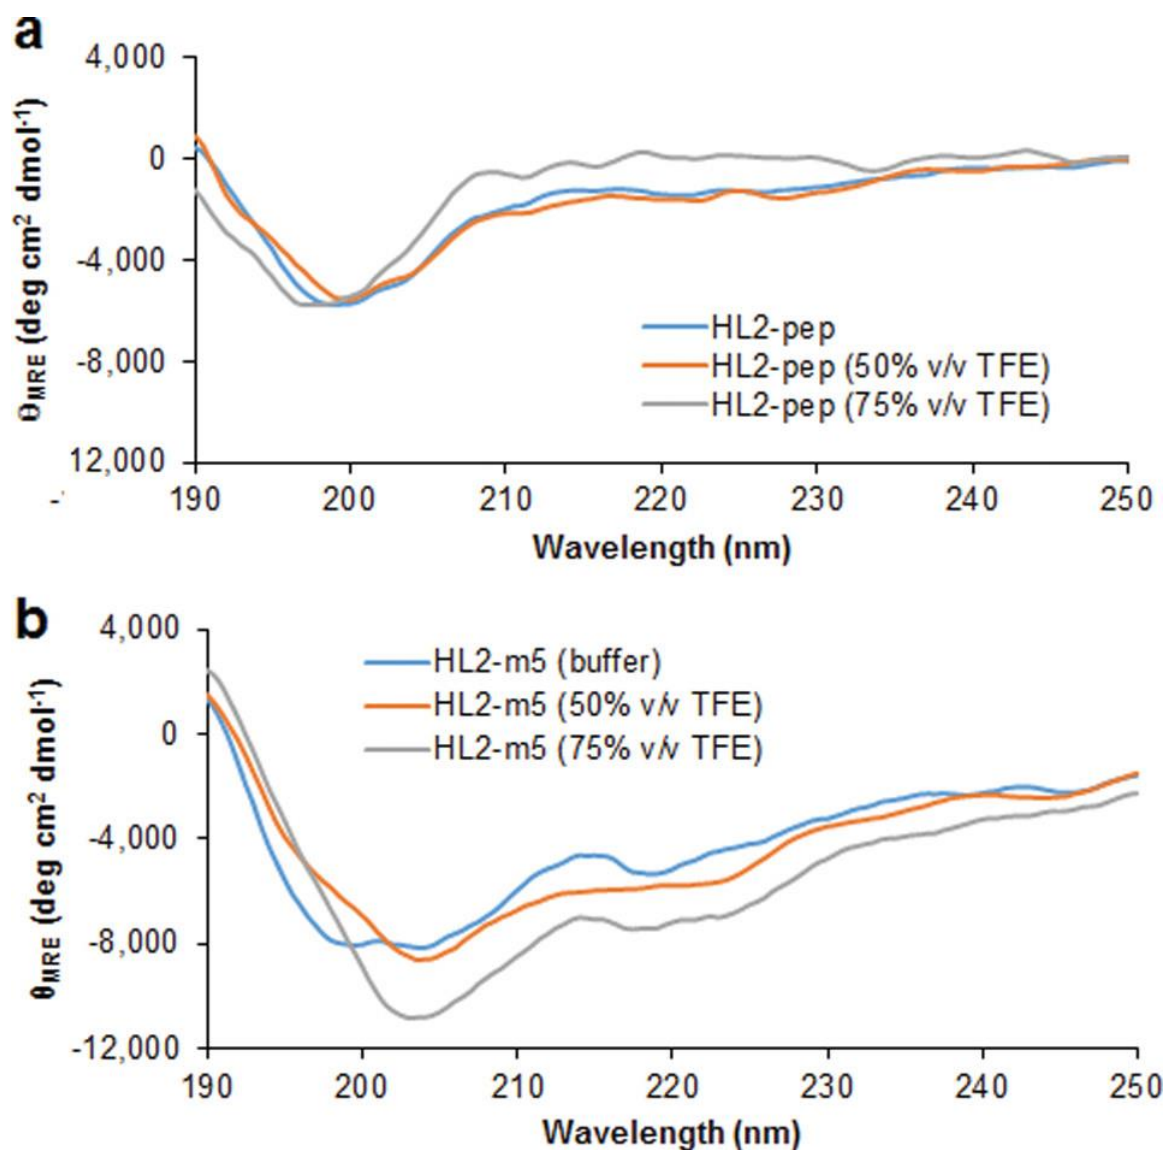 a
4,000
0
-4,000
-8,000
12,000
-
190 200 210 220 230 240 250
Wavelength (nm)
ΘMRE (deg cm² dmol-¹)
HL2-pep
HL2-pep (50% v/v TFE)
HL2-pep (75% v/v TFE)
b
4,000
0
-4,000
-8,000
-12,000
190 200 210 220 230 240 250
Wavelength (nm)
θMRE (deg cm² dmol-¹)
HL2-m5 (buffer)
HL2-m5 (50% v/v TFE)
HL2-m5 (75% v/v TFE)